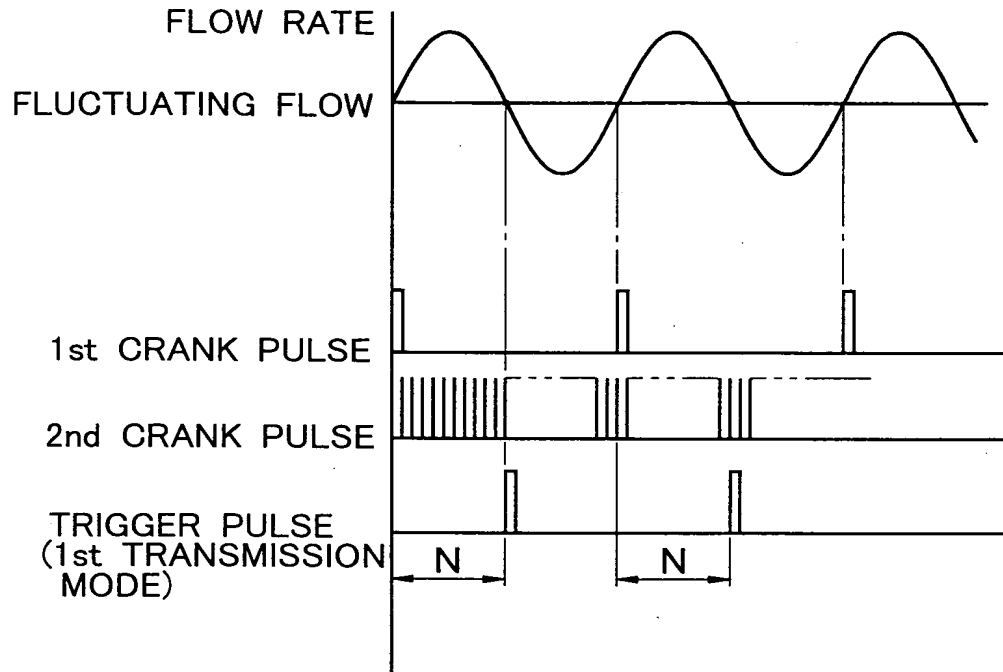 FLOW RATE
FLUCTUATING FLOW
1st CRANK PULSE
2nd CRANK PULSE
TRIGGER PULSE
(1st TRANSMISSION
MODE)
N
N